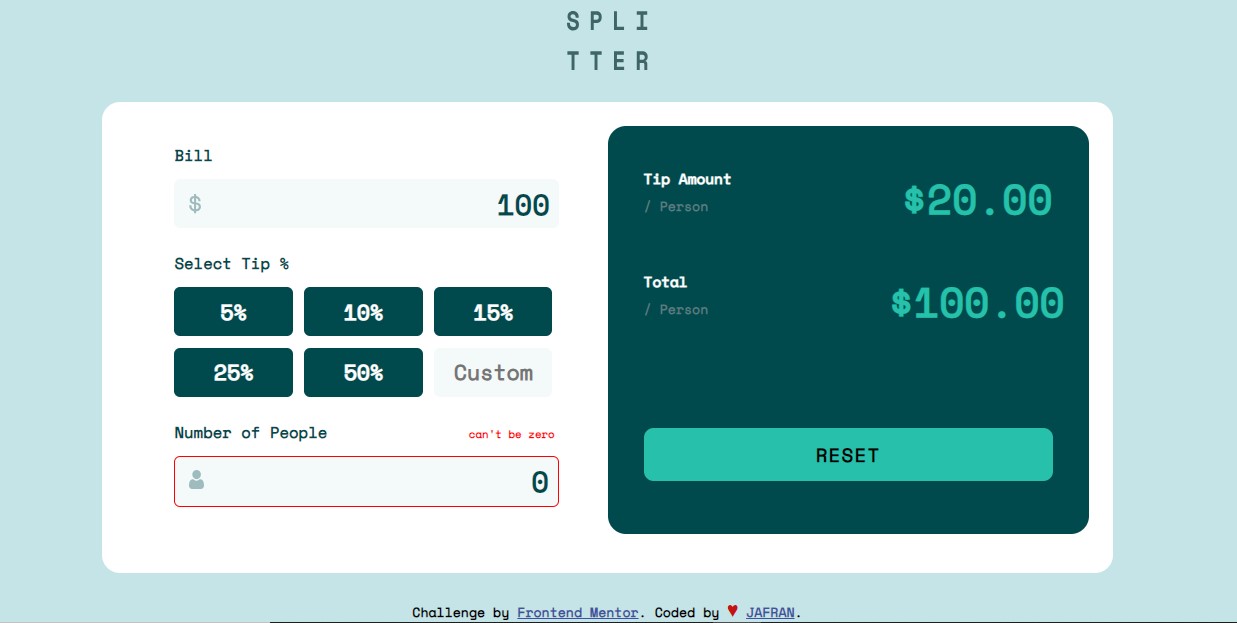 SPLI
TTER
Bill
$ 100
Select Tip %
5% 10% 15%
25% 50% Custom
Number of People can't be zero
0
Tip Amount
/ Person
$20.00
Total
/ Person
$100.00
RESET
Challenge by Frontend Mentor. Coded by ♥ JAFRAN.